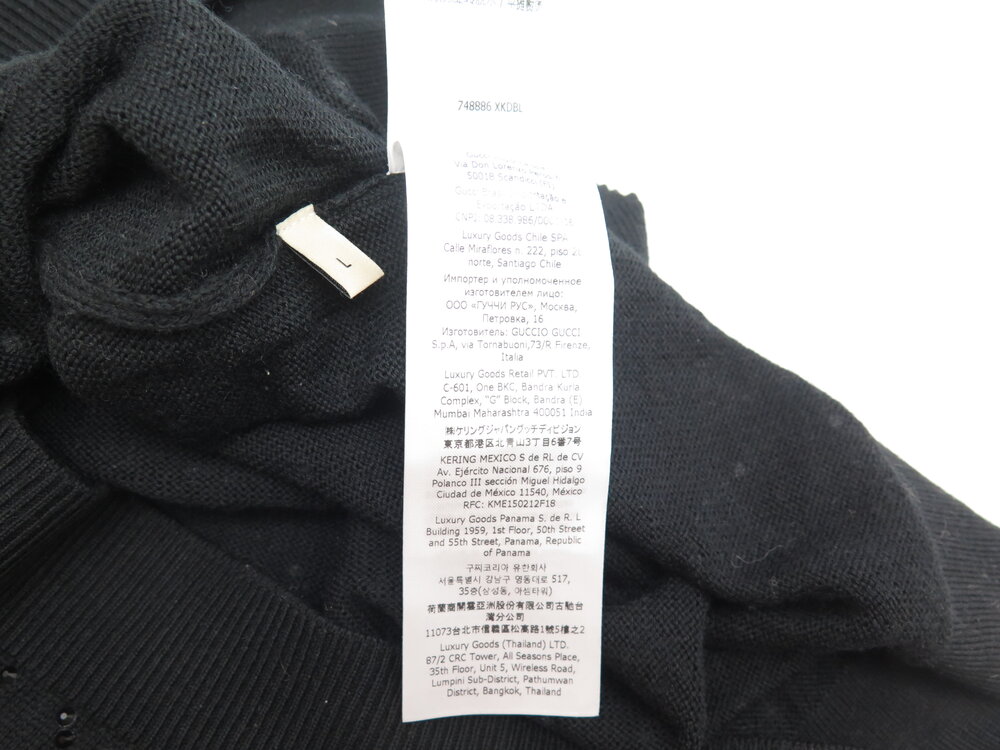 748886 XKDBL
L
Via Don
50018
Luxury Goods Chile SPA
Calle Miraflores n. 222, piso
norte, Santiago Chile
Импортер и уполномоченное
изготовителем лицо:
ООО «ГУЧЧИ РУС», Москва,
Петровка, 16
Изготовитель: GUCCIO GUCCI
S.p.A, via Tornabuoni,73/R Firenze,
Italia
Luxury Goods Retail PVT. LTD.
C-601, One BKC, Bandra Kurla
Complex, "G" Block, Bandra (E)
Mumbai Maharashtra 400051 India
㈱ケリングジャパングッチディビジョン
東京都港区北青山3丁目6番7号
KERING MEXICO S de RL de CV
Av. Ejército Nacional 676, piso 9
Polanco III sección Miguel Hidalgo
Ciudad de México 11540, México
RFC: KME150212F18
Luxury Goods Panama S. de R. L
Building 1959, 1st Floor, 50th Street
and 55th Street, Panama, Republic
of Panama
구찌코리아 유한회사
서울특별시 강남구 영동대로 517,
35층(삼성동, 아셈타워)
荷蘭商開雲亞洲股份有限公司古馳台
灣分公司
11073台北市信義區松高路1號5樓之2
Luxury Goods (Thailand) LTD.
87/2 CRC Tower, All Seasons Place,
35th Floor, Unit 5, Wireless Road,
Lumpini Sub-District, Pathumwan
District, Bangkok, Thailand